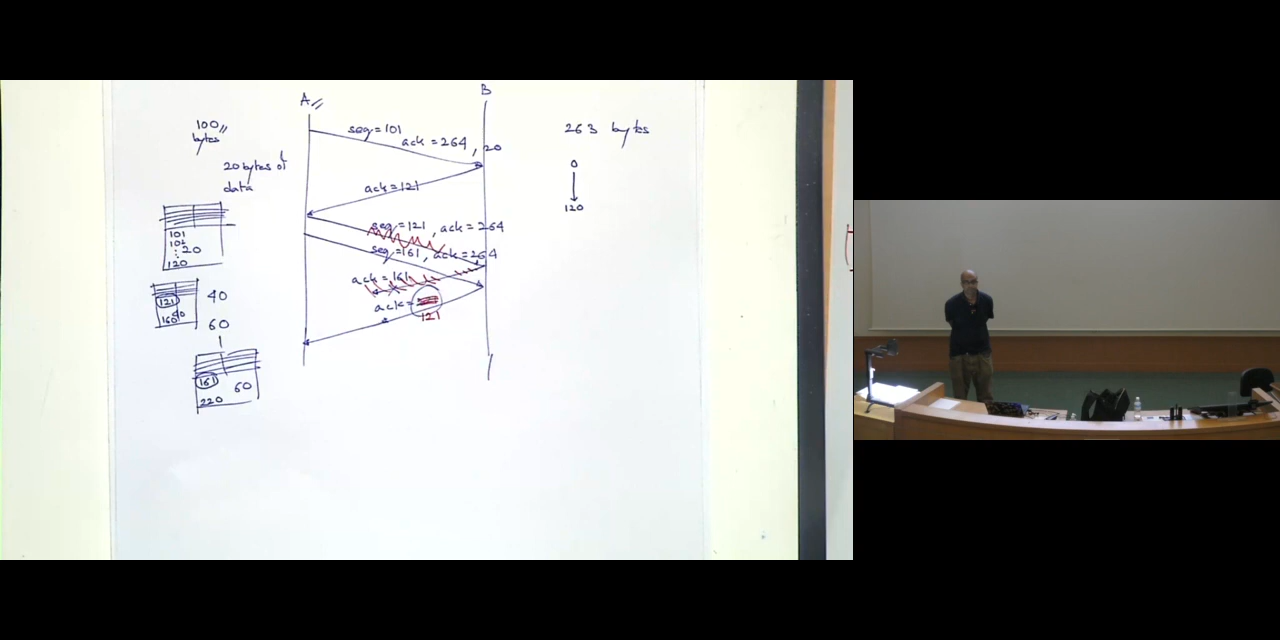 A
B
100
bytes
seq=101
ack=264, 20
263 bytes
20 bytes of
data
0
120
ack=121
seq=121, ack=264
101
102
20
120
seq=161, ack=264
ack=161
121
40
160
40
ack=
121
60
161
60
220